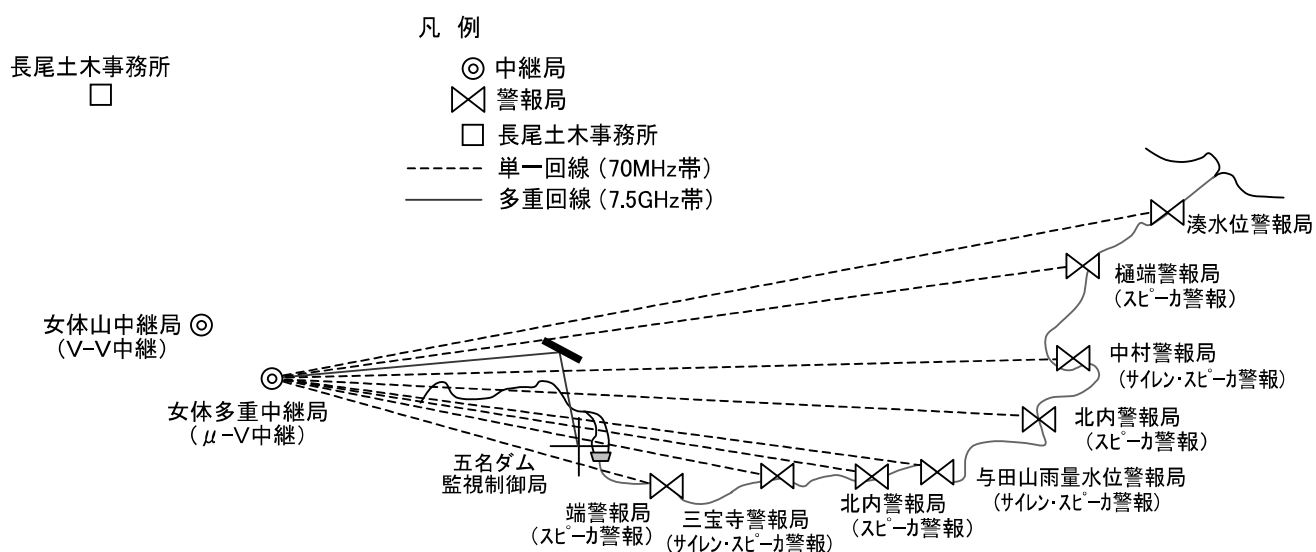 凡 例
長尾土木事務所
中継局
警報局
長尾土木事務所
単一回線(70MHz帯)
多重回線(7.5GHz帯)
湊水位警報局
樋端警報局
(スピーカ警報)
女体山中継局
(V-V中継)
中村警報局
(サイレン・スピーカ警報)
女体多重中継局
(μ-V中継)
北内警報局
(スピーカ警報)
五名ダム
監視制御局
与田山雨量水位警報局
(サイレン・スピーカ警報)
端警報局
(スピーカ警報)
三宝寺警報局
(サイレン・スピーカ警報)
北内警報局
(スピーカ警報)